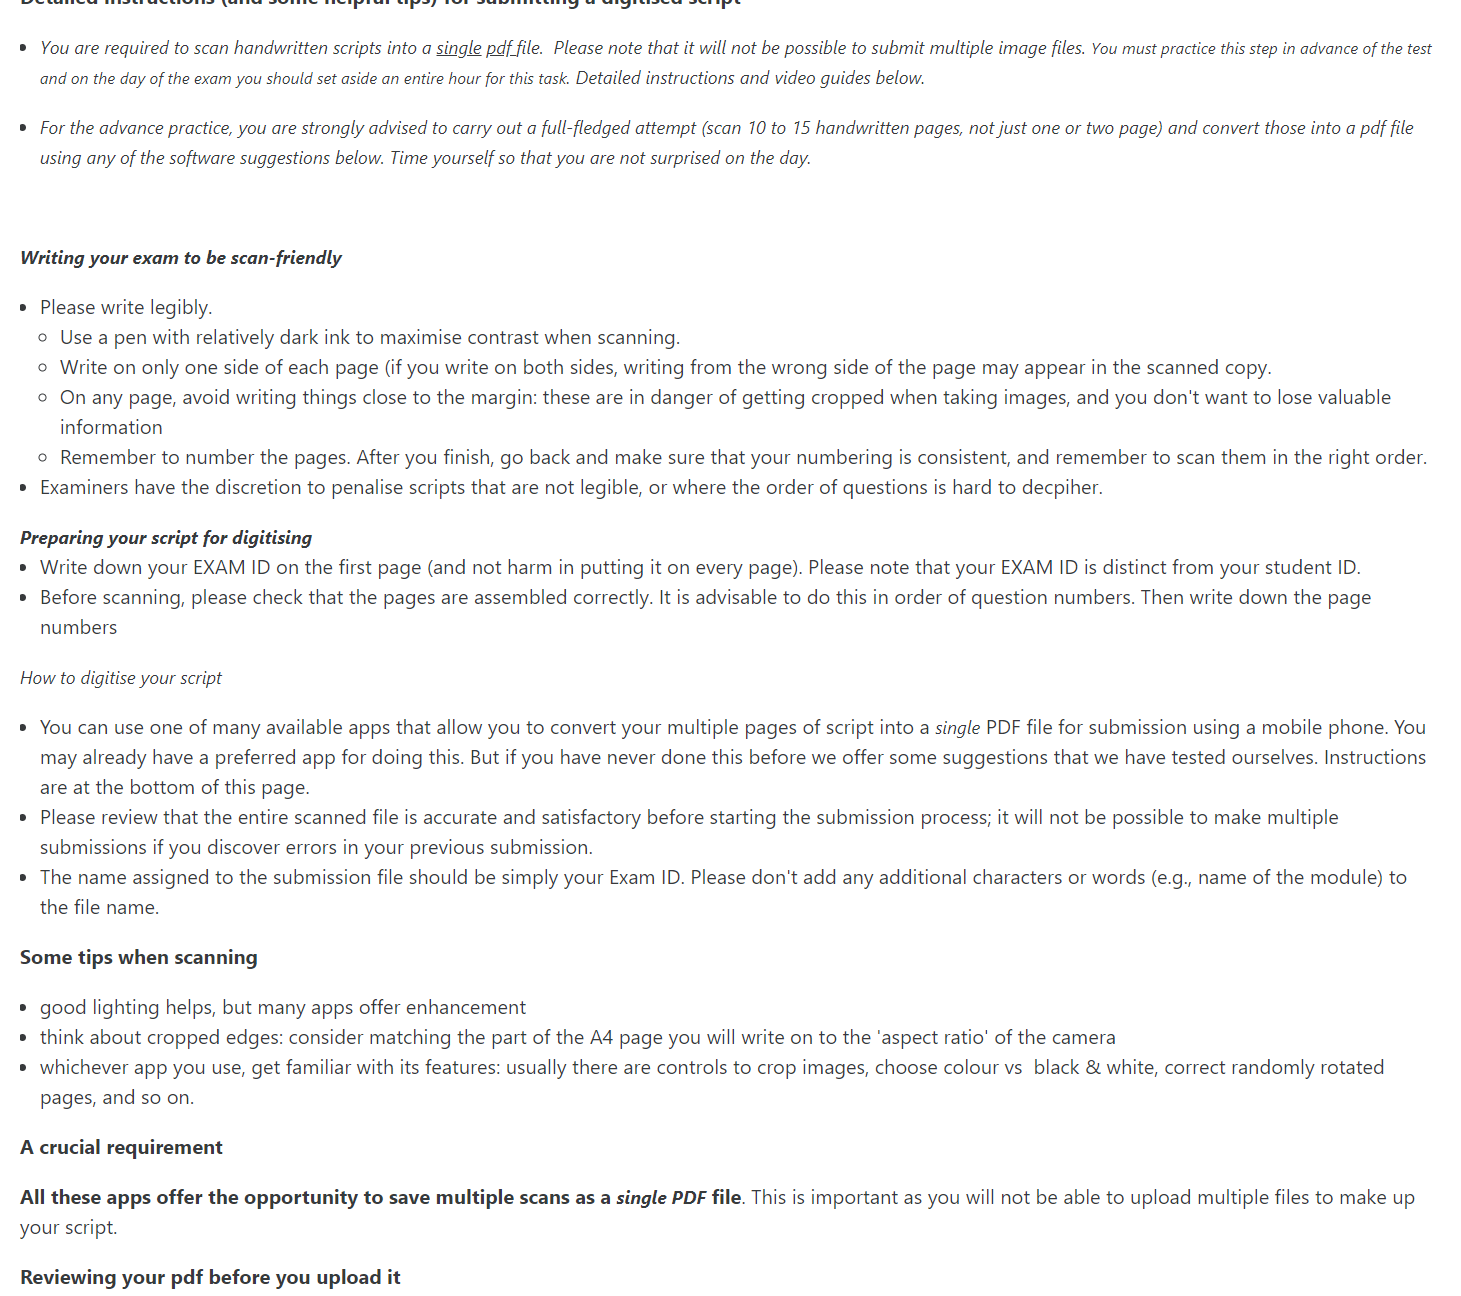 Detailed instructions (and some helpful tips) for submitting a digitised script
You are required to scan handwritten scripts into a single pdf file. Please note that it will not be possible to submit multiple image files. You must practice this step in advance of the test
and on the day of the exam you should set aside an entire hour for this task. Detailed instructions and video guides below.
For the advance practice, you are strongly advised to carry out a full-fledged attempt (scan 10 to 15 handwritten pages, not just one or two page) and convert those into a pdf file
using any of the software suggestions below. Time yourself so that you are not surprised on the day.
Writing your exam to be scan-friendly
Please write legibly.
Use a pen with relatively dark ink to maximise contrast when scanning.
Write on only one side of each page (if you write on both sides, writing from the wrong side of the page may appear in the scanned copy.
On any page, avoid writing things close to the margin: these are in danger of getting cropped when taking images, and you don't want to lose valuable
information
Remember to number the pages. After you finish, go back and make sure that your numbering is consistent, and remember to scan them in the right order.
Examiners have the discretion to penalise scripts that are not legible, or where the order of questions is hard to decpiher.
Preparing your script for digitising
Write down your EXAM ID on the first page (and not harm in putting it on every page). Please note that your EXAM ID is distinct from your student ID.
Before scanning, please check that the pages are assembled correctly. It is advisable to do this in order of question numbers. Then write down the page
numbers
How to digitise your script
You can use one of many available apps that allow you to convert your multiple pages of script into a single PDF file for submission using a mobile phone. You
may already have a preferred app for doing this. But if you have never done this before we offer some suggestions that we have tested ourselves. Instructions
are at the bottom of this page.
Please review that the entire scanned file is accurate and satisfactory before starting the submission process; it will not be possible to make multiple
submissions if you discover errors in your previous submission.
The name assigned to the submission file should be simply your Exam ID. Please don't add any additional characters or words (e.g., name of the module) to
the file name.
Some tips when scanning
good lighting helps, but many apps offer enhancement
think about cropped edges: consider matching the part of the A4 page you will write on to the 'aspect ratio' of the camera
whichever app you use, get familiar with its features: usually there are controls to crop images, choose colour vs black & white, correct randomly rotated
pages, and so on.
A crucial requirement
All these apps offer the opportunity to save multiple scans as a single PDF file. This is important as you will not be able to upload multiple files to make up
your script.
Reviewing your pdf before you upload it